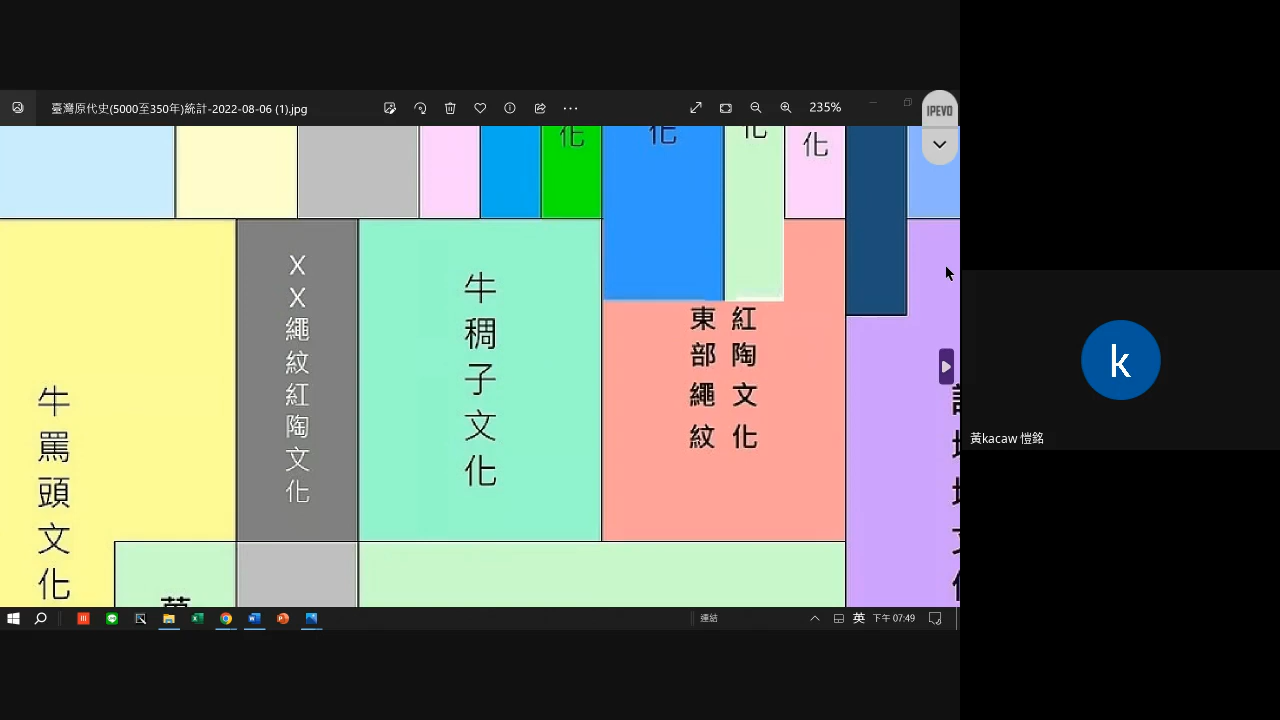 臺灣原代史(5000至350年)統計-2022-08-06 (1).jpg
235%
IPEVO
化
化
化
化
牛罵頭文化
XX繩紋紅陶文化
牛稠子文化
東部繩紋
紅陶文化
k
黃kacaw 愷銘
連結
英
下午 07:49